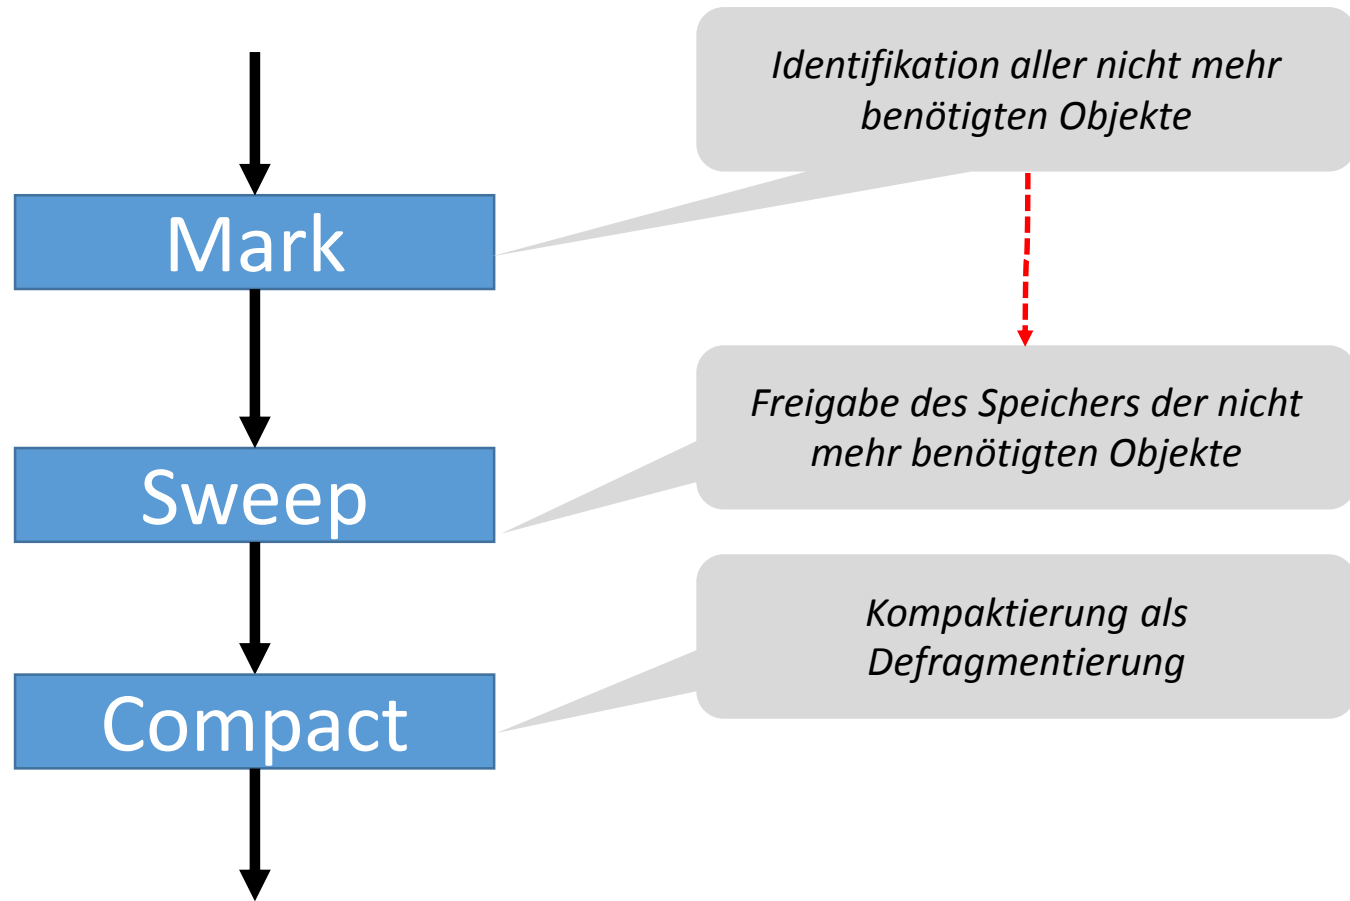 Identifikation aller nicht mehr
benötigten Objekte
Mark
Freigabe des Speichers der nicht
mehr benötigten Objekte
Sweep
Kompaktierung als
Defragmentierung
Compact